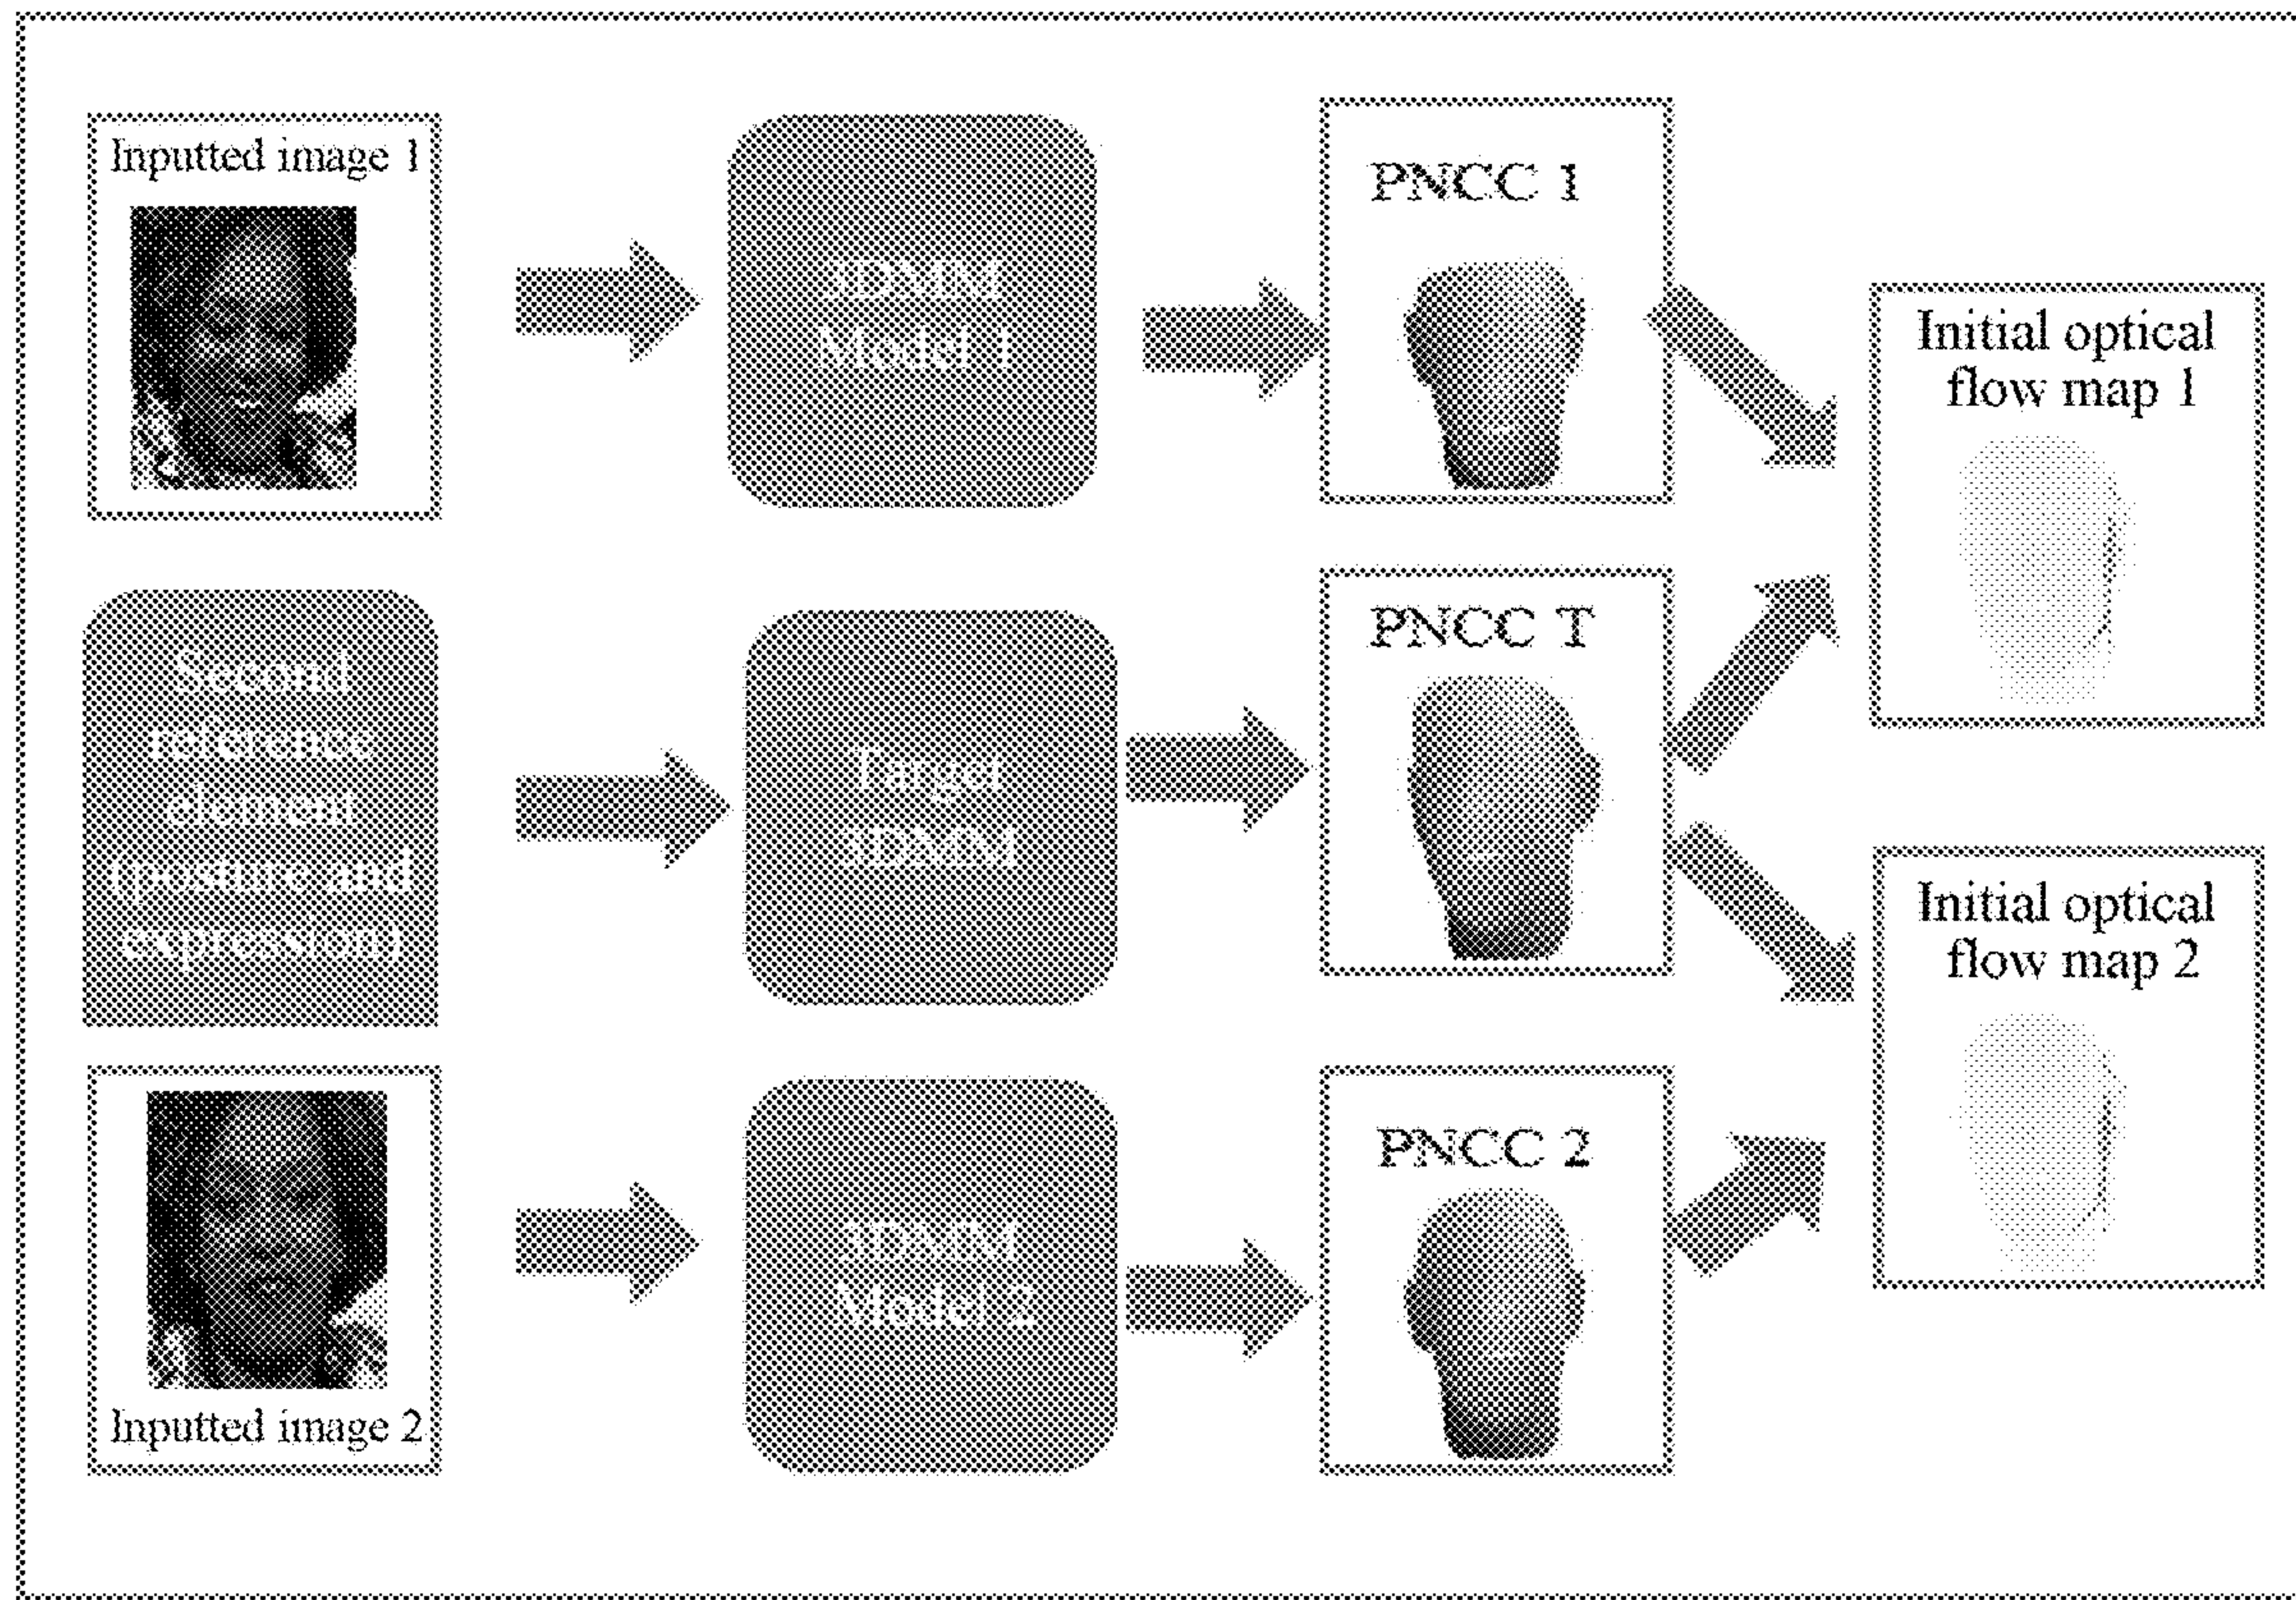 Inputted image 1
3DMM
Model 1
PNCC 1
Initial optical
flow map 1
Second
reference
element
(posture and
expression)
Target
3DMM
PNCC T
Initial optical
flow map 2
Inputted image 2
3DMM
Model 2
PNCC 2